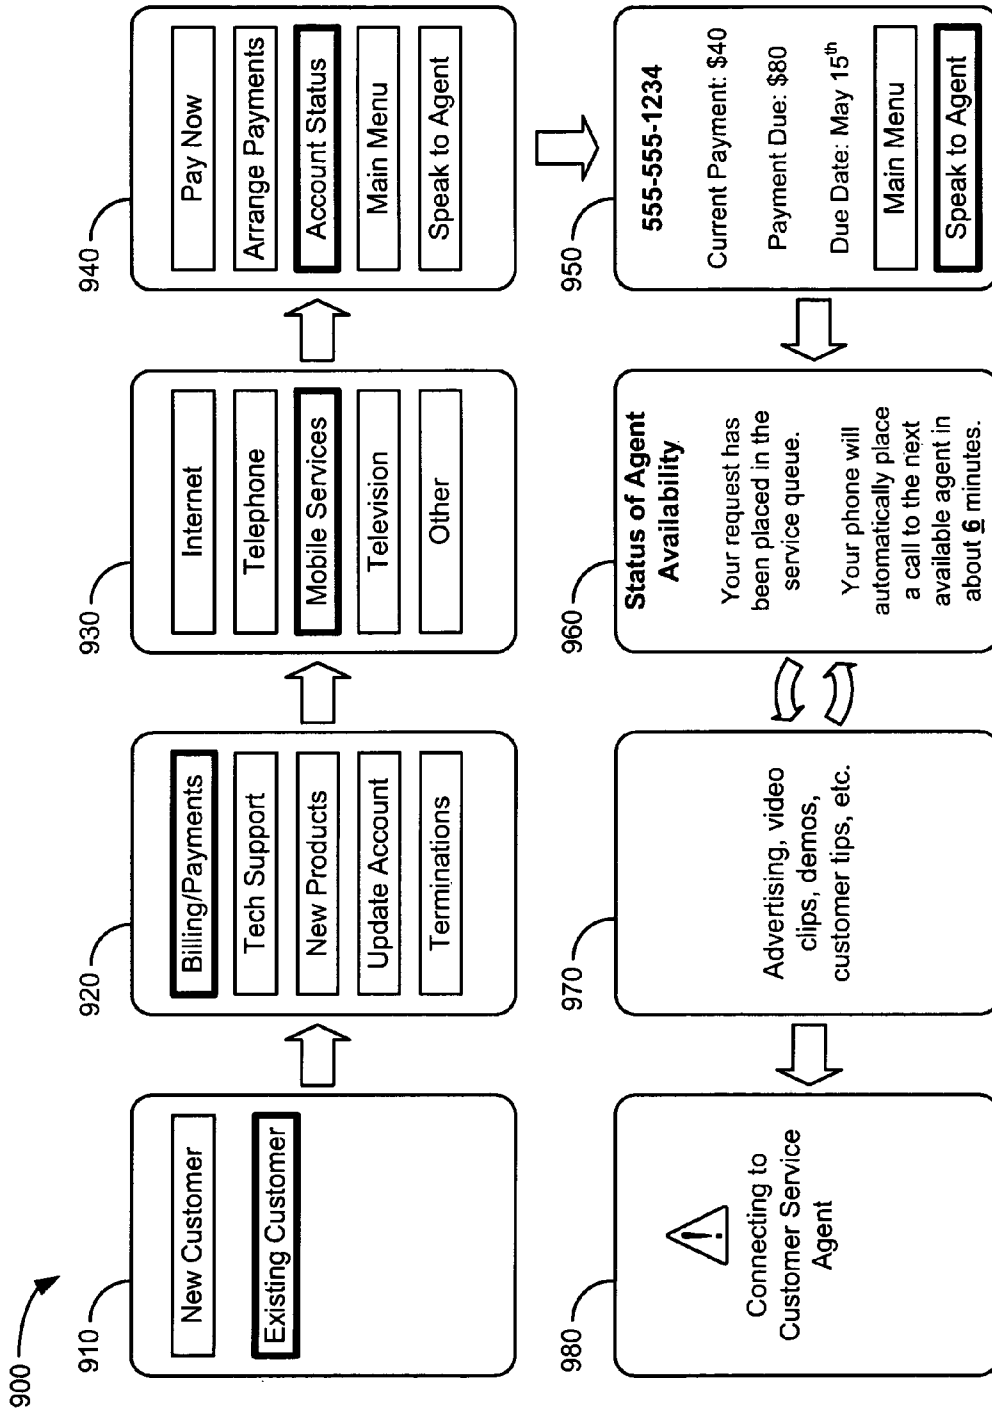 900
910
New Customer
Existing Customer
920
Billing/Payments
Tech Support
New Products
Update Account
Terminations
930
Internet
Telephone
Mobile Services
Television
Other
940
Pay Now
Arrange Payments
Account Status
Main Menu
Speak to Agent
950
555-555-1234
Current Payment: $40
Payment Due: $80
Due Date: May 15th
Main Menu
Speak to Agent
960
Status of Agent
Availability
Your request has
been placed in the
service queue.
Your phone will
automatically place
a call to the next
available agent in
about 6 minutes.
970
Advertising, video
clips, demos,
customer tips, etc.
980
!
Connecting to
Customer Service
Agent